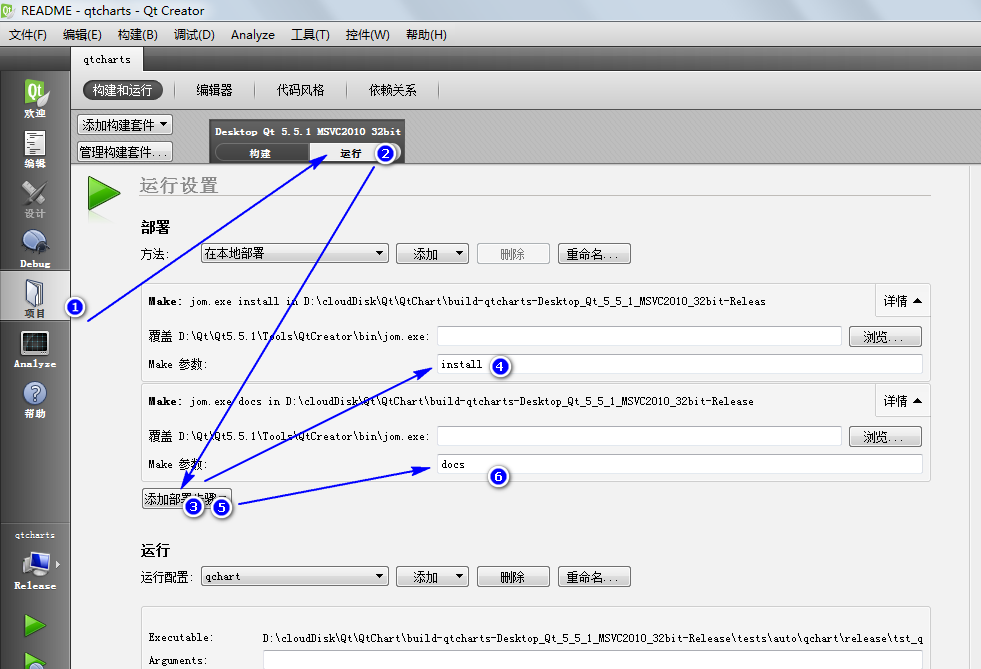 README - qtcharts - Qt Creator
文件(F) 编辑(E) 构建(B) 调试(D) Analyze 工具(T) 控件(W) 帮助(H)
qtcharts
构建和运行 编辑器 代码风格 依赖关系
Qt
欢迎
编辑
设计
Debug
项目
Analyze
帮助
添加构建套件
管理构建套件...
Desktop Qt 5.5.1 MSVC2010 32bit
构建 运行 2
1
运行设置
部署
方法: 在本地部署 添加 删除 重命名...
Make: jom.exe install in D:\cloudDisk\Qt\QtChart\build-qtcharts-Desktop_Qt_5_5_1_MSVC2010_32bit-Releas 详情
覆盖 D:\Qt\Qt5.5.1\Tools\QtCreator\bin\jom.exe: 浏览...
Make 参数: install 4
Make: jom.exe docs in D:\cloudDisk\Qt\QtChart\build-qtcharts-Desktop_Qt_5_5_1_MSVC2010_32bit-Release 详情
覆盖 D:\Qt\Qt5.5.1\Tools\QtCreator\bin\jom.exe: 浏览...
Make 参数: docs 6
添加部署步骤 3 5
运行
运行配置: qchart 添加 删除 重命名...
qtcharts
Release
Executable: D:\cloudDisk\Qt\QtChart\build-qtcharts-Desktop_Qt_5_5_1_MSVC2010_32bit-Release\tests\auto\qchart\release\tst_q
Arguments: